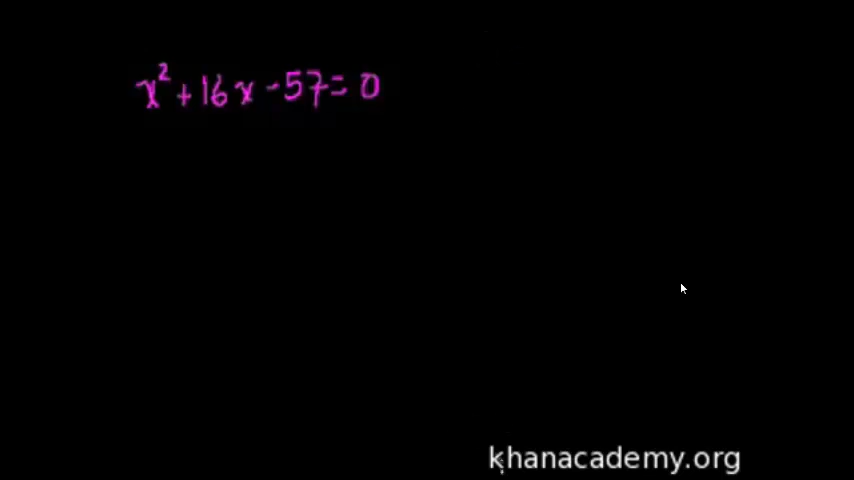 x² + 16x - 57 = 0
khanacademy.org